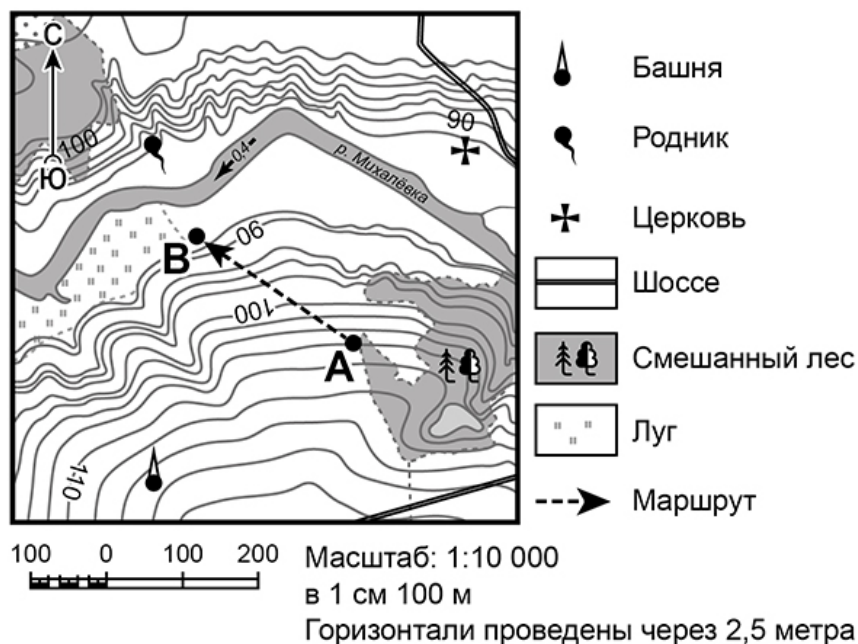 С
Ю
100
90
0,4
р. Михалёвка
90
В
100
А
110
Башня
Родник
Церковь
Шоссе
Смешанный лес
Луг
Маршрут
100 0 100 200
Масштаб: 1:10 000
в 1 см 100 м
Горизонтали проведены через 2,5 метра